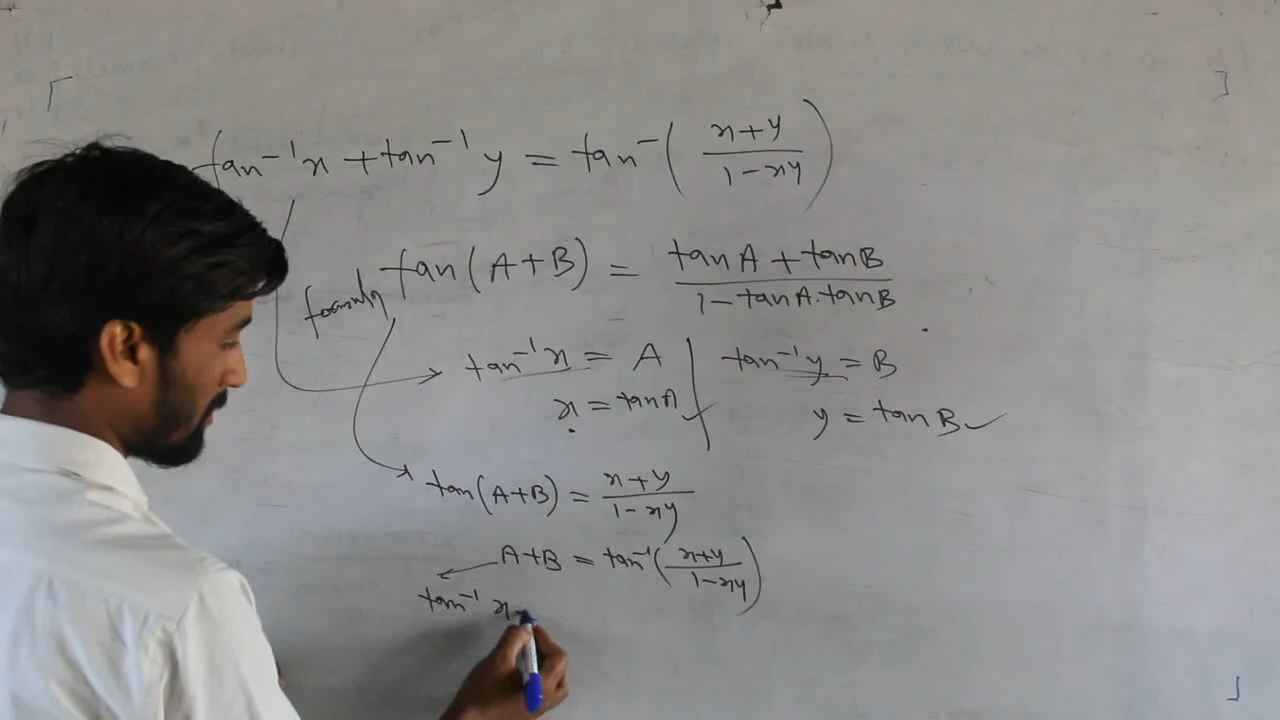 tan⁻¹x + tan⁻¹y = tan⁻ (x+y / 1-xy)
formula tan(A+B) = tanA + tanB / 1-tanA.tanB
tan⁻¹x = A | tan⁻¹y = B
x = tanA | y = tanB ✓
tan(A+B) = x+y / 1-xy
A+B = tan⁻¹(x+y / 1-xy)
tan⁻¹ x